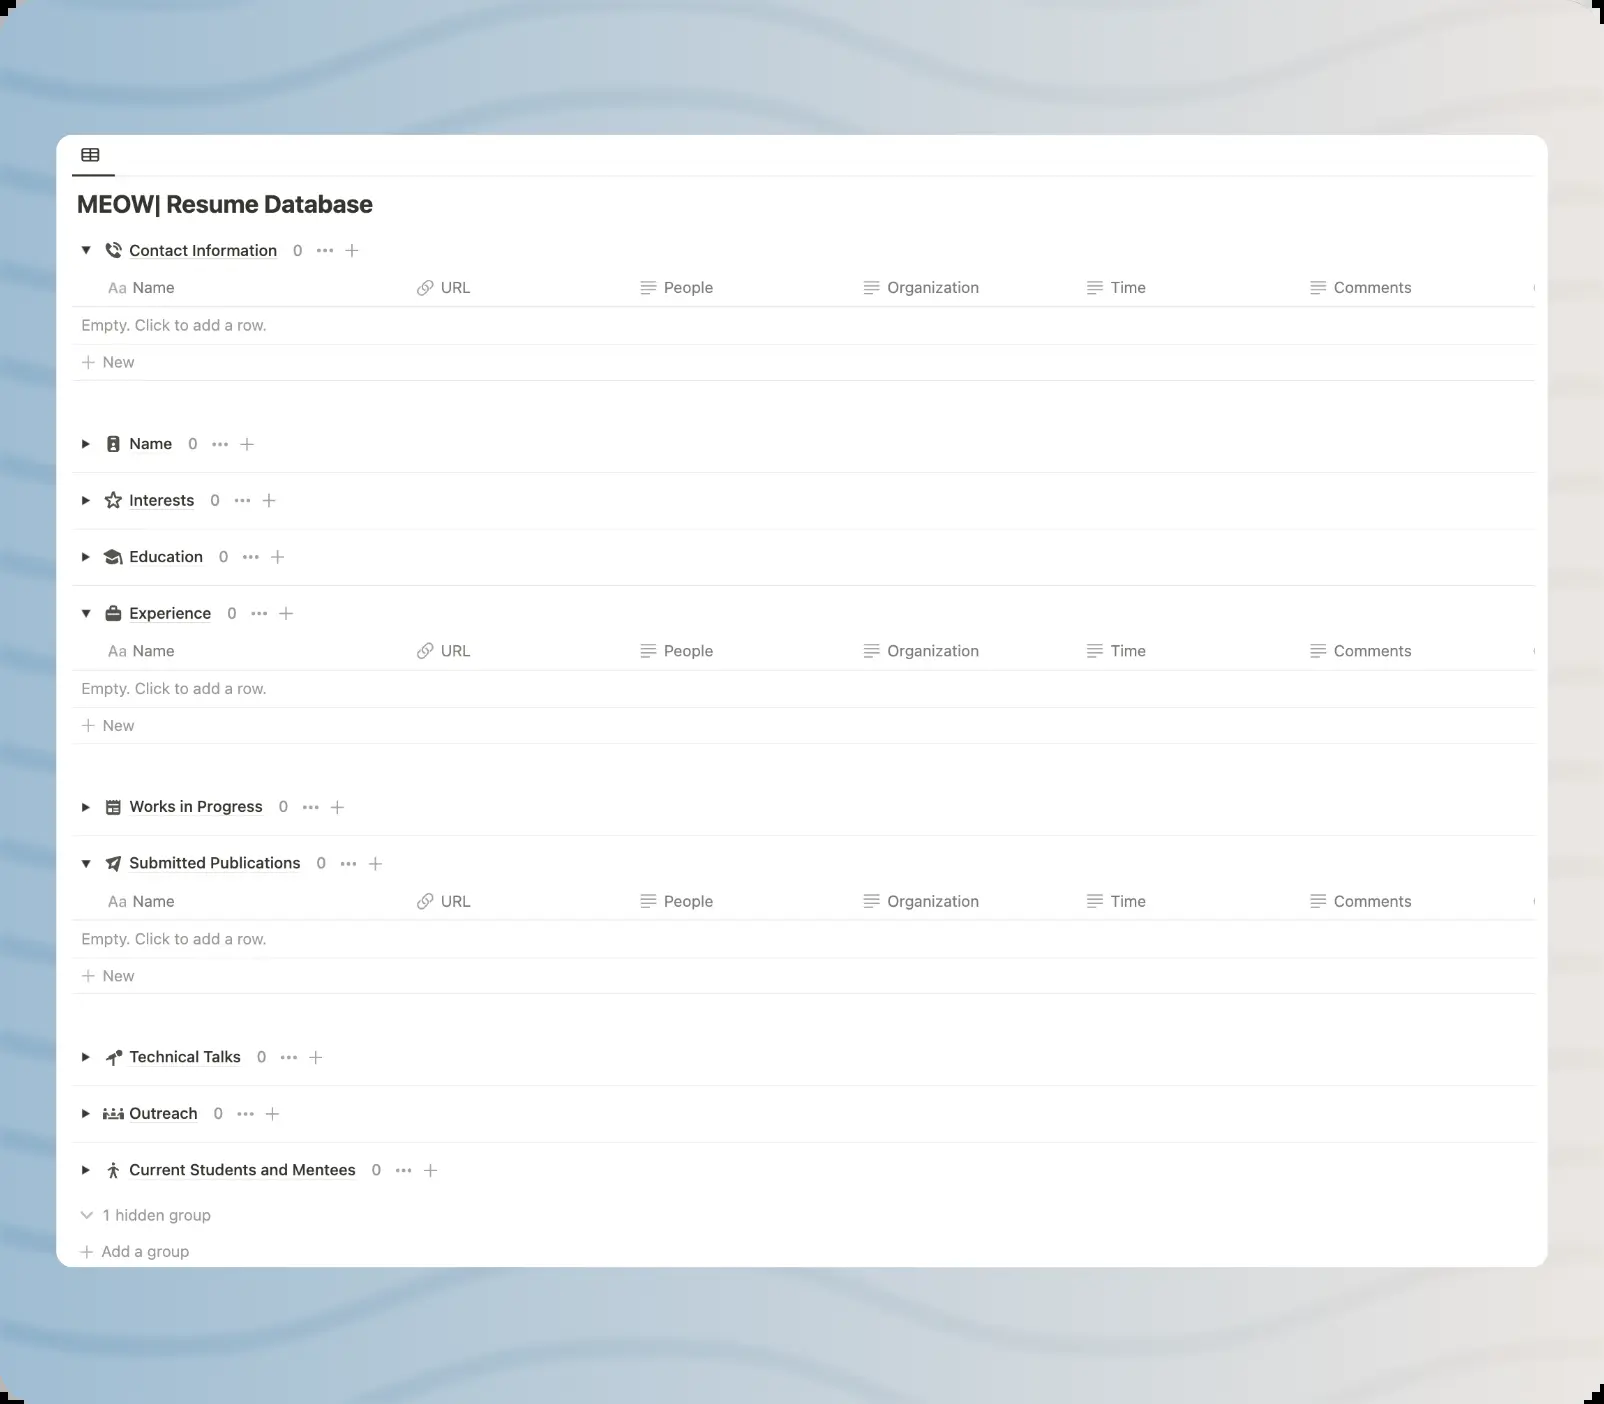 MEOW| Resume Database
Contact Information 0
Aa Name URL People Organization Time Comments
Empty. Click to add a row.
New
Name 0
Interests 0
Education 0
Experience 0
Aa Name URL People Organization Time Comments
Empty. Click to add a row.
New
Works in Progress 0
Submitted Publications 0
Aa Name URL People Organization Time Comments
Empty. Click to add a row.
New
Technical Talks 0
Outreach 0
Current Students and Mentees 0
1 hidden group
Add a group